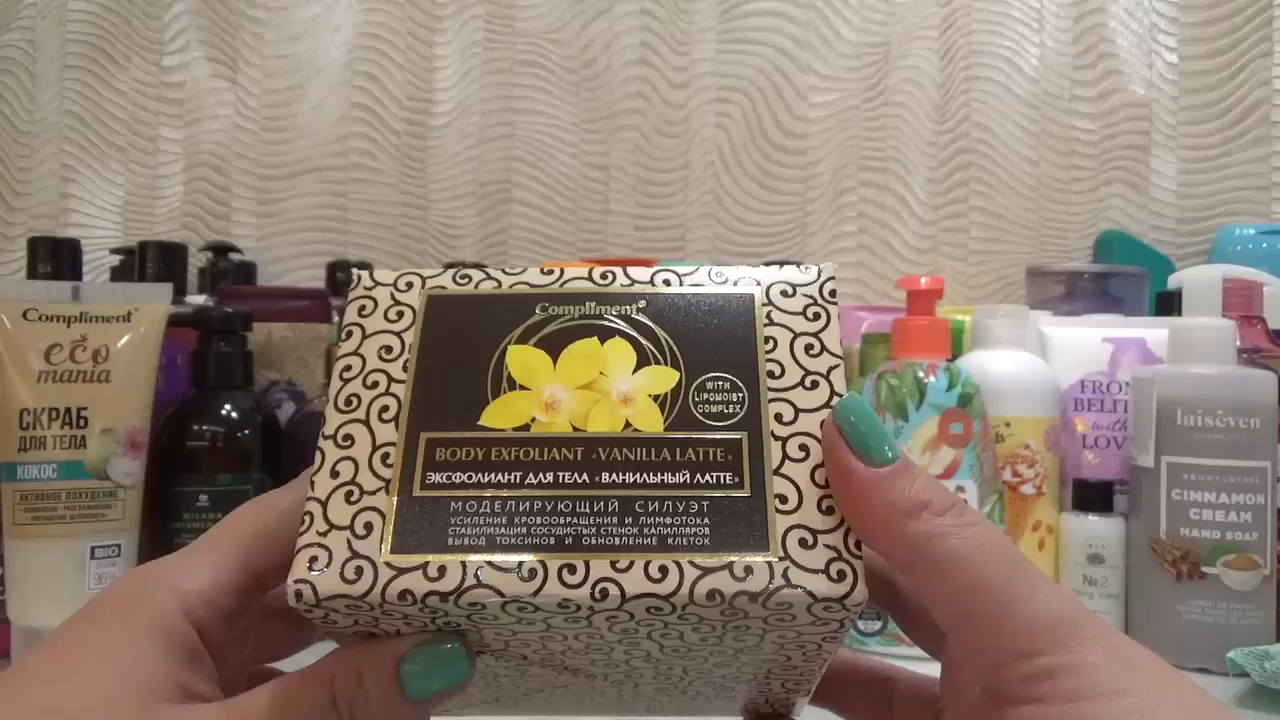 Compliment
WITH
LIPOMOIST
COMPLEX
BODY EXFOLIANT «VANILLA LATTE»
ЭКСФОЛИАНТ ДЛЯ ТЕЛА «ВАНИЛЬНЫЙ ЛАТТЕ»
МОДЕЛИРУЮЩИЙ СИЛУЭТ
УСИЛЕНИЕ КРОВООБРАЩЕНИЯ И ЛИМФОТОКА
СТАБИЛИЗАЦИЯ СОСУДИСТЫХ СТЕНОК КАПИЛЛЯРОВ
ВЫВОД ТОКСИНОВ И ОБНОВЛЕНИЕ КЛЕТОК
Compliment
eco
mania
СКРАБ
ДЛЯ ТЕЛА
КОКОС
АКТИВНОЕ ПОХУДЕНИЕ
BIO
FROM
BELIT
with
LOV
№2
laiseven
CINNAMON
CREAM
HAND SOAP